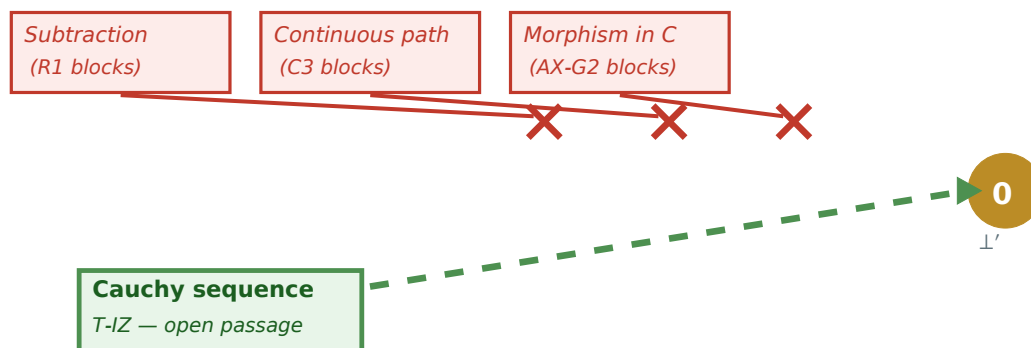 Subtraction
(R1 blocks)
Continuous path
(C3 blocks)
Morphism in C
(AX-G2 blocks)
0
⊥′
Cauchy sequence
T-IZ — open passage